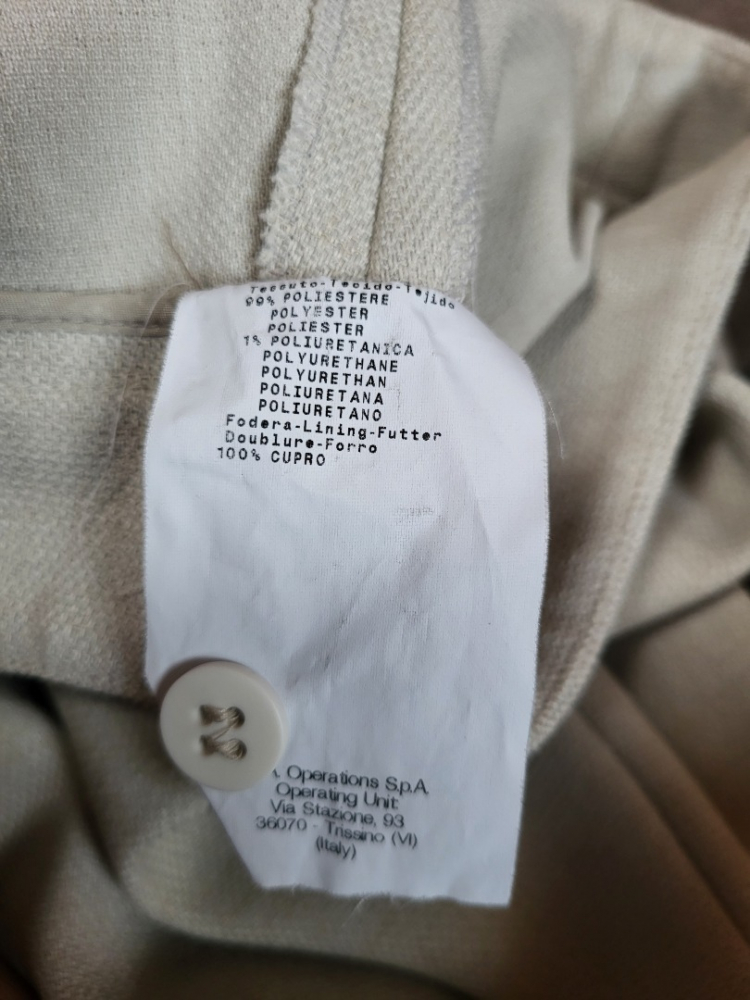 Tessuto-Tecido-Tejido
99% POLIESTERE
POLYESTER
POLIESTER
1% POLIURETANICA
POLYURETHANE
POLYURETHAN
POLIURETANA
POLIURETANO
Fodera-Lining-Futter
Doublure-Forro
100% CUPRO
. Operations S.p.A.
Operating Unit
Via Stazione, 93
36070 - Trissino (VI)
(Italy)